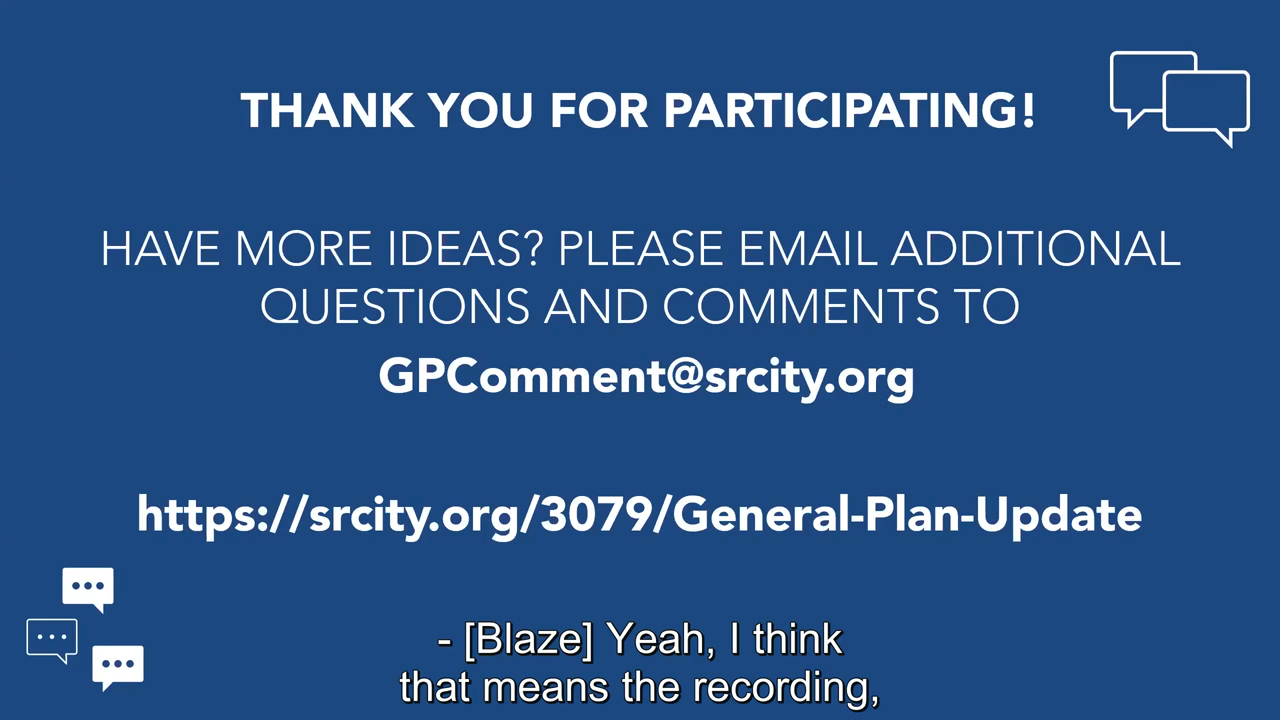 THANK YOU FOR PARTICIPATING!
HAVE MORE IDEAS? PLEASE EMAIL ADDITIONAL
QUESTIONS AND COMMENTS TO
GPComment@srcity.org
https://srcity.org/3079/General-Plan-Update
- [Blaze] Yeah, I think
that means the recording,